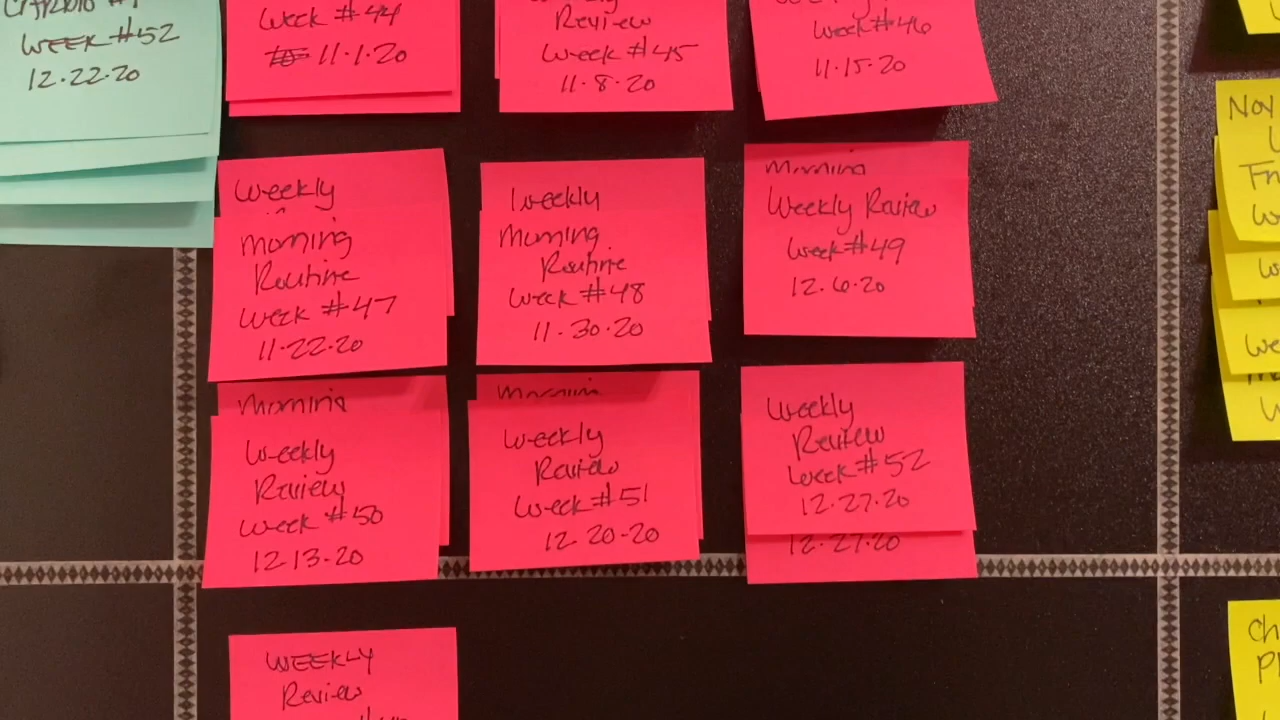 WEEK #52
12.22.20
Week #44
11.1.20
Review
Week #45
11.8.20
Week #46
11.15.20
Weekly
Morning
Routine
Week #47
11.22.20
Weekly
Morning
Routine
Week #48
11.30.20
Morning
Weekly Review
Week #49
12.6.20
Morning
Weekly
Review
Week #50
12.13.20
Morning
Weekly
Review
Week #51
12.20.20
Weekly
Review
Week #52
12.27.20
12.27.20
WEEKLY
Review
Nov